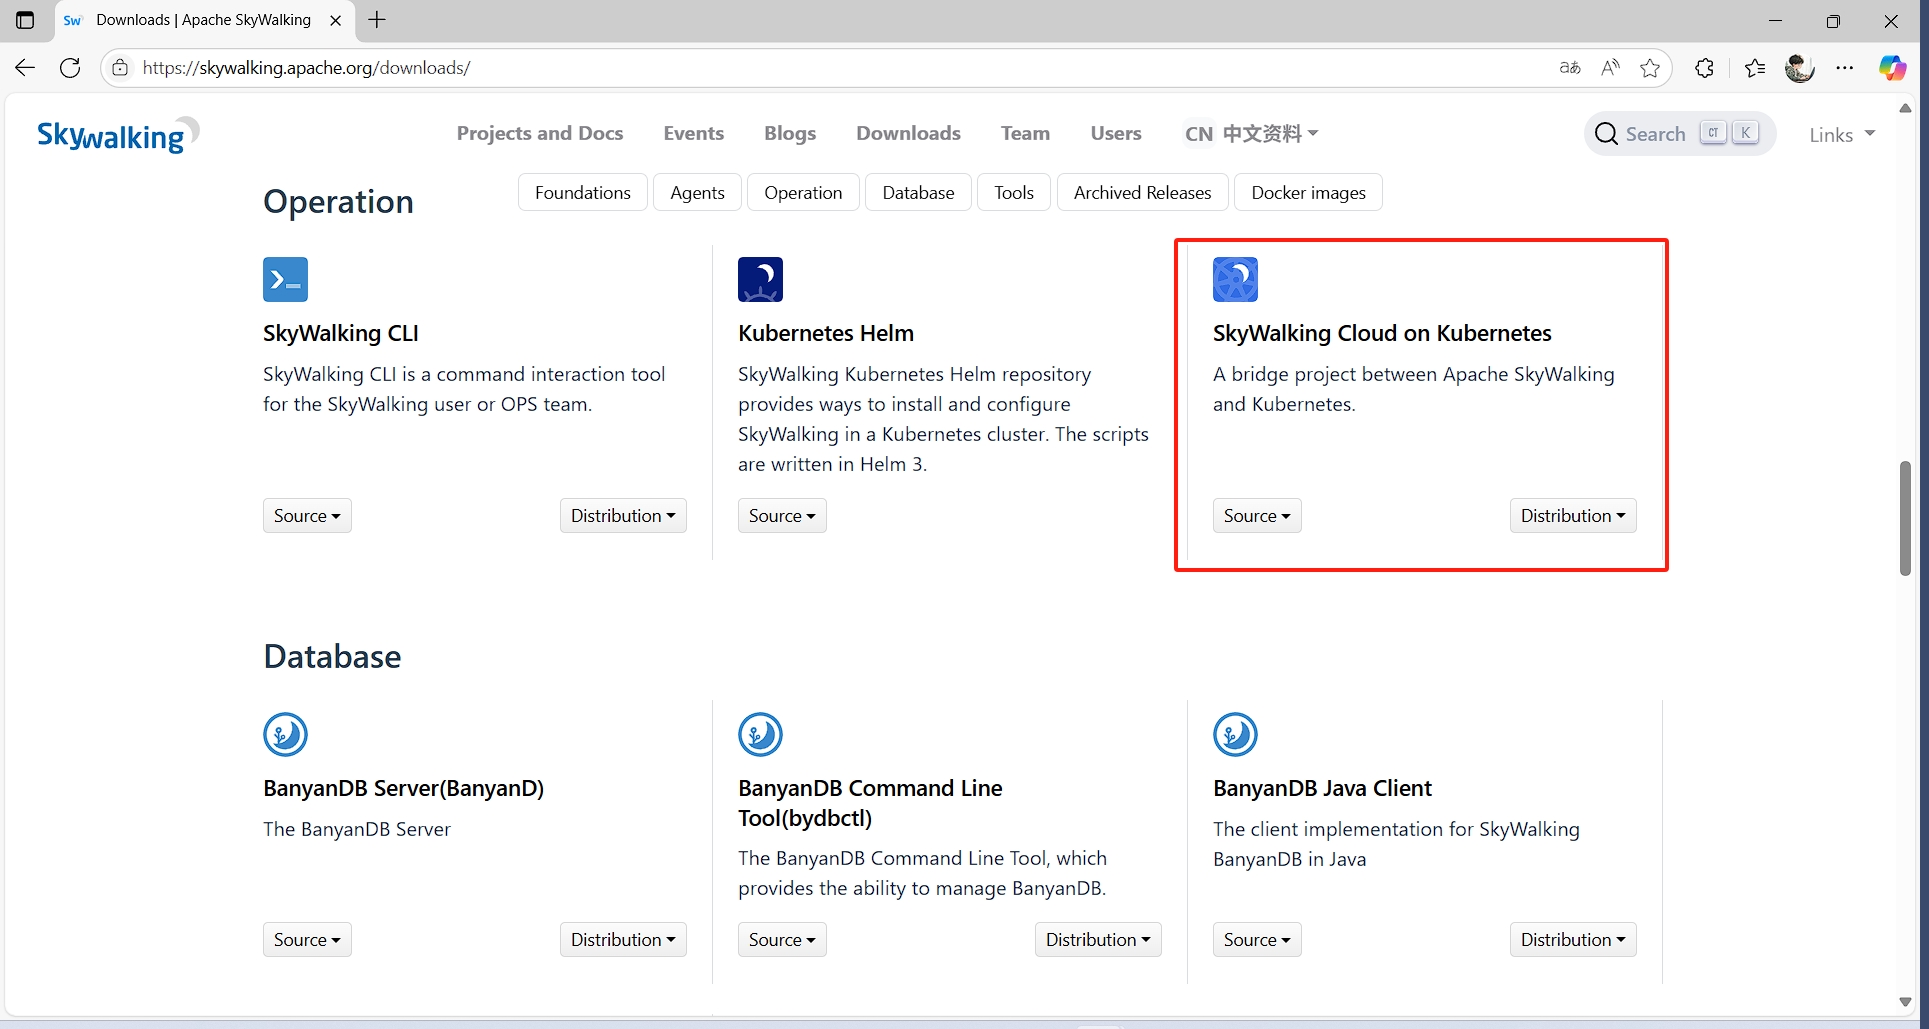 Sw Downloads | Apache SkyWalking
https://skywalking.apache.org/downloads/
aあ A
Skywalking Projects and Docs Events Blogs Downloads Team Users CN 中文资料 Search CT K Links
Foundations Agents Operation Database Tools Archived Releases Docker images
Operation
SkyWalking CLI
SkyWalking CLI is a command interaction tool
for the SkyWalking user or OPS team.
Source Distribution
Kubernetes Helm
SkyWalking Kubernetes Helm repository
provides ways to install and configure
SkyWalking in a Kubernetes cluster. The scripts
are written in Helm 3.
Source
SkyWalking Cloud on Kubernetes
A bridge project between Apache SkyWalking
and Kubernetes.
Source Distribution
Database
BanyanDB Server(BanyanD)
The BanyanDB Server
Source Distribution
BanyanDB Command Line
Tool(bydbctl)
The BanyanDB Command Line Tool, which
provides the ability to manage BanyanDB.
Source Distribution
BanyanDB Java Client
The client implementation for SkyWalking
BanyanDB in Java
Source Distribution